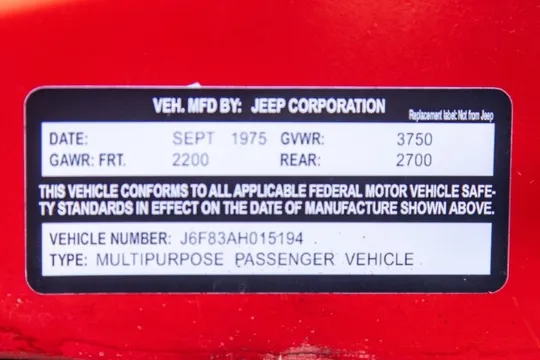 VEH. MFD BY: JEEP CORPORATION
Replacement label: Not from Jeep
DATE: SEPT 1975 GVWR: 3750
GAWR: FRT. 2200 REAR: 2700
THIS VEHICLE CONFORMS TO ALL APPLICABLE FEDERAL MOTOR VEHICLE SAFE-
TY STANDARDS IN EFFECT ON THE DATE OF MANUFACTURE SHOWN ABOVE.
VEHICLE NUMBER: J6F83AH015194
TYPE: MULTIPURPOSE PASSENGER VEHICLE